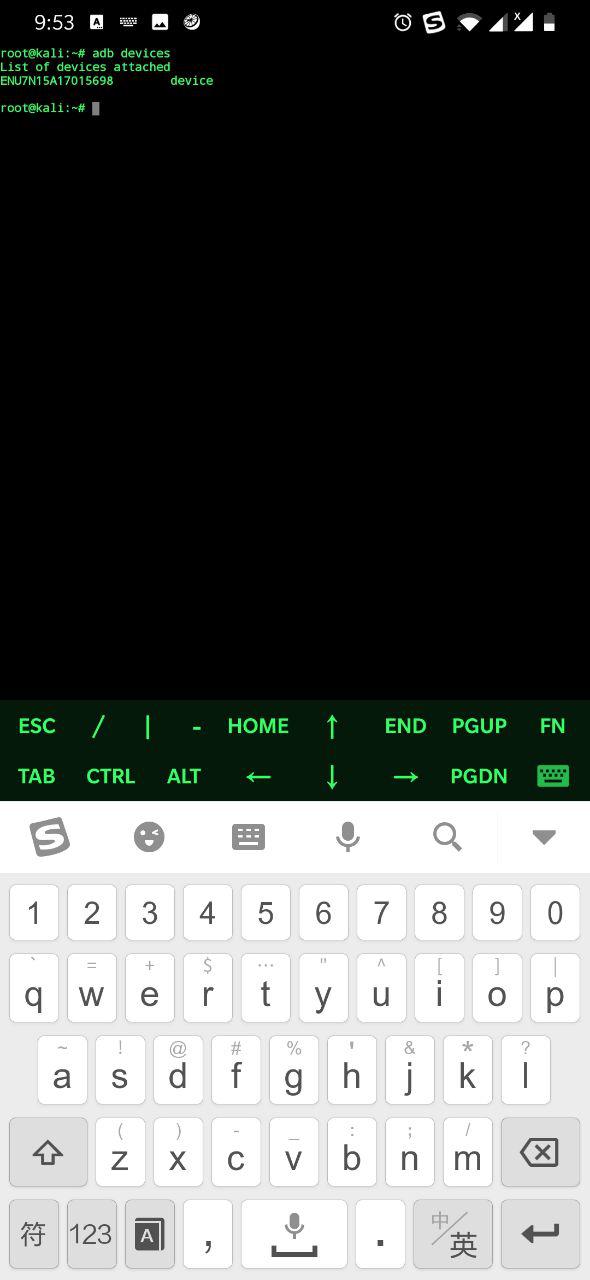 9:53
root@kali:~# adb devices
List of devices attached
ENU7N15A17015698 device
root@kali:~#
ESC / | - HOME ↑ END PGUP FN
TAB CTRL ALT ← ↓ → PGDN
1 2 3 4 5 6 7 8 9 0
` = + $ ··· " ^ [ ] |
q w e r t y u i o p
~ ! @ # % ' & * ?
a s d f g h j k l
( ) - _ : ; /
z x c v b n m
符 123 A , . 中/英